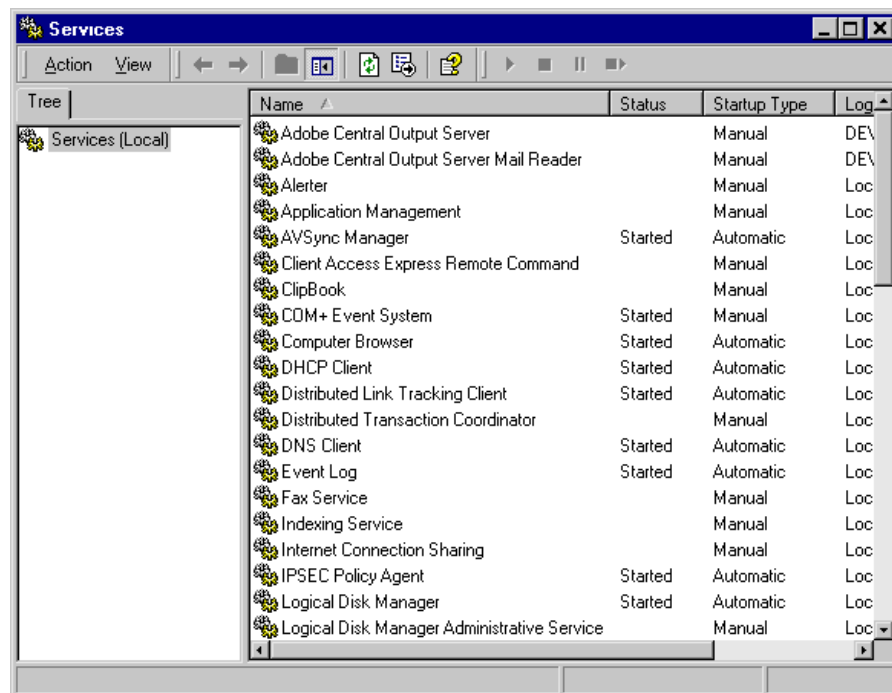 Services
Action View
Tree
Services (Local)
Name Status Startup Type Log
Adobe Central Output Server Manual DEV
Adobe Central Output Server Mail Reader Manual DEV
Alerter Manual Loc
Application Management Manual Loc
AVSync Manager Started Automatic Loc
Client Access Express Remote Command Manual Loc
ClipBook Manual Loc
COM+ Event System Started Manual Loc
Computer Browser Started Automatic Loc
DHCP Client Started Automatic Loc
Distributed Link Tracking Client Started Automatic Loc
Distributed Transaction Coordinator Manual Loc
DNS Client Started Automatic Loc
Event Log Started Automatic Loc
Fax Service Manual Loc
Indexing Service Manual Loc
Internet Connection Sharing Manual Loc
IPSEC Policy Agent Started Automatic Loc
Logical Disk Manager Started Automatic Loc
Logical Disk Manager Administrative Service Manual Loc